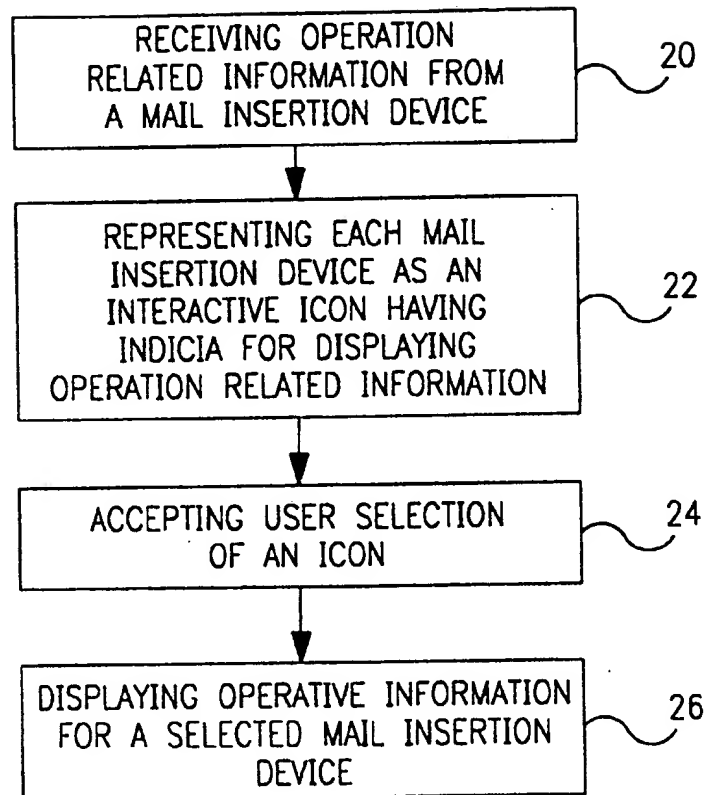 RECEIVING OPERATION
RELATED INFORMATION FROM
A MAIL INSERTION DEVICE
20
REPRESENTING EACH MAIL
INSERTION DEVICE AS AN
INTERACTIVE ICON HAVING
INDICIA FOR DISPLAYING
OPERATION RELATED INFORMATION
22
ACCEPTING USER SELECTION
OF AN ICON
24
DISPLAYING OPERATIVE INFORMATION
FOR A SELECTED MAIL INSERTION
DEVICE
26